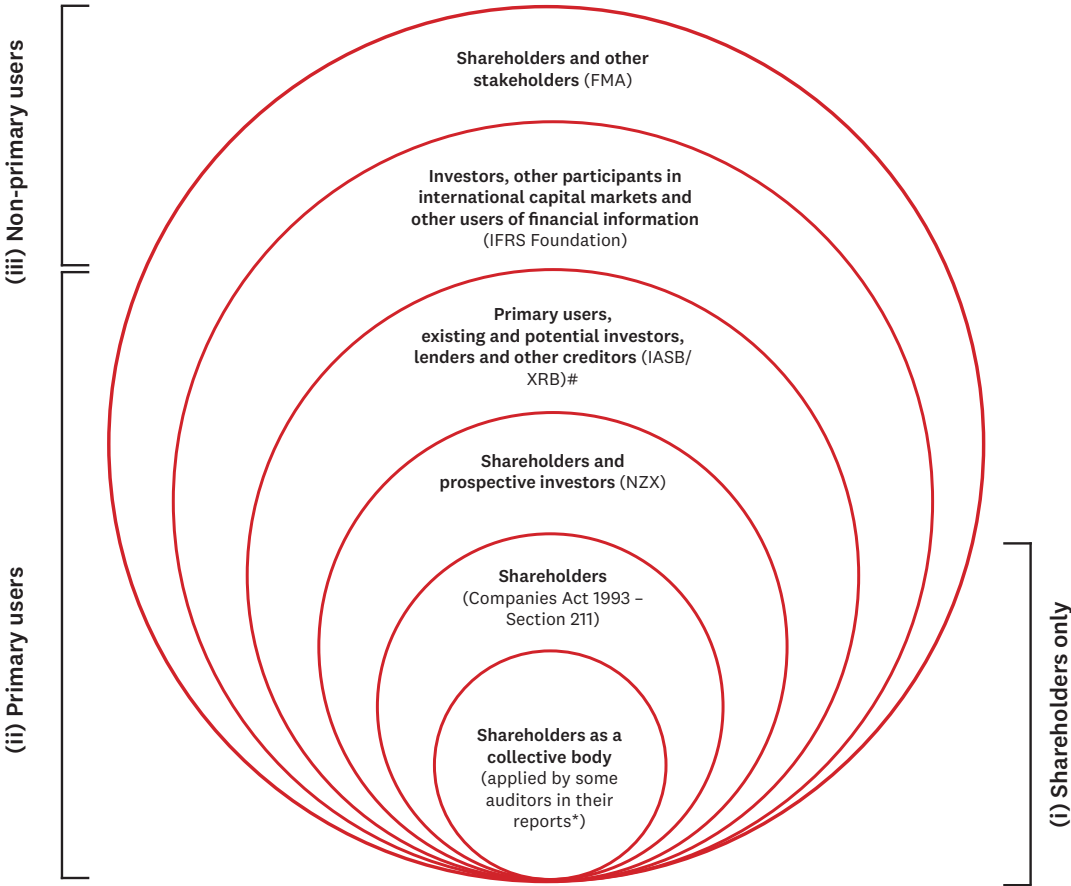 (iii) Non-primary users
Shareholders and other
stakeholders (FMA)
Investors, other participants in
international capital markets and
other users of financial information
(IFRS Foundation)
(ii) Primary users
Primary users,
existing and potential investors,
lenders and other creditors (IASB/
XRB)#
Shareholders and
prospective investors (NZX)
(i) Shareholders only
Shareholders
(Companies Act 1993 –
Section 211)
Shareholders as a
collective body
(applied by some
auditors in their
reports*)